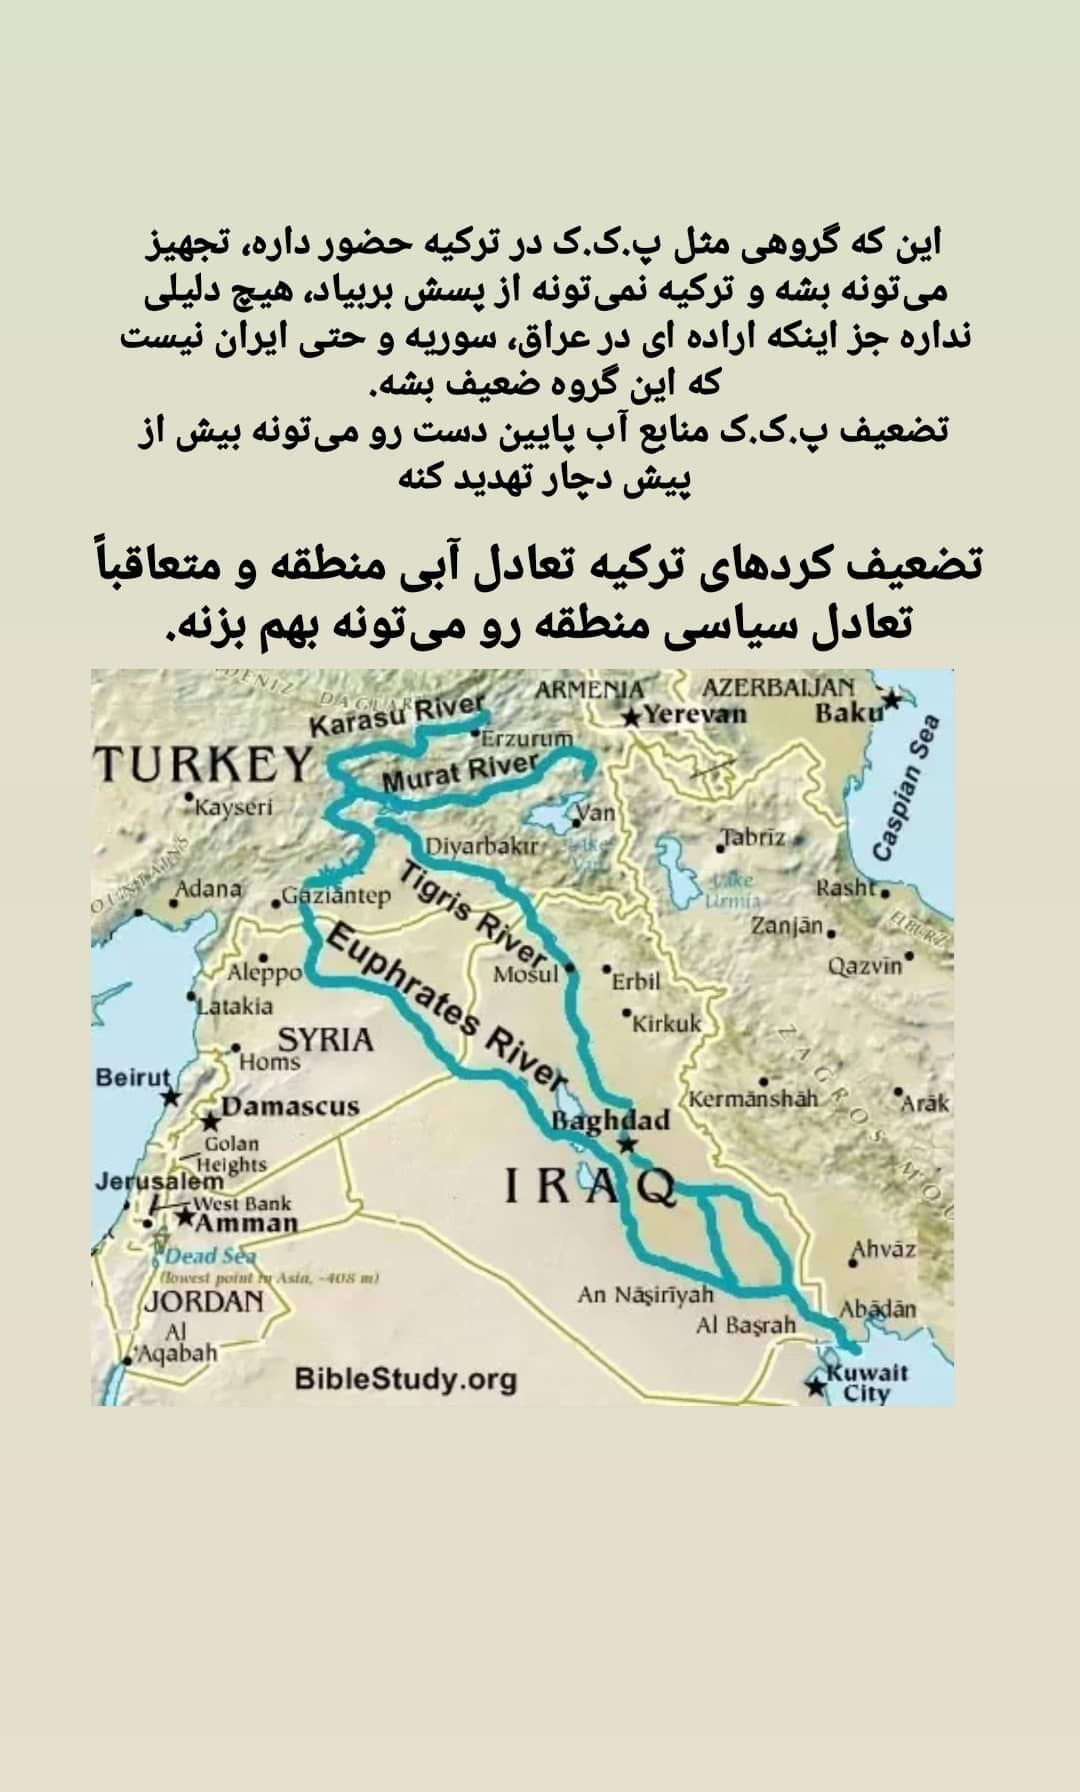 این که گروهی مثل پ.ک.ک در ترکیه حضور داره، تجهیز
می‌تونه بشه و ترکیه نمی‌تونه از پسش بربیاد، هیچ دلیلی
نداره جز اینکه اراده ای در عراق، سوریه و حتی ایران نیست
که این گروه ضعیف بشه.
تضعیف پ.ک.ک منابع آب پایین دست رو می‌تونه بیش از
پیش دچار تهدید کنه
تضعیف کردهای ترکیه تعادل آبی منطقه و متعاقباً
تعادل سیاسی منطقه رو می‌تونه بهم بزنه.
DENIZ DAGLARI
ARMENIA
AZERBAIJAN
Karasu River
Yerevan
Baku
Erzurum
TURKEY
Murat River
Caspian Sea
Kayseri
Van
Lake
Van
Diyarbakır
Tabrīz
Adana
Gaziantep
Tigris River
Lake
Urmia
Rasht
Zanjān
ELBURZ
Euphrates River
Qazvīn
Aleppo
Mosul
Erbil
Latakia
Kirkuk
SYRIA
ZAGROS
Homs
Beirut
Kermānshāh
Arāk
Damascus
Baghdad
Golan
Heights
Jerusalem
IRAQ
West Bank
Amman
Dead Sea
(lowest point in Asia, -408 m)
Ahvāz
JORDAN
An Nāşirīyah
Abādān
Al Başrah
Al
'Aqabah
BibleStudy.org
Kuwait
City